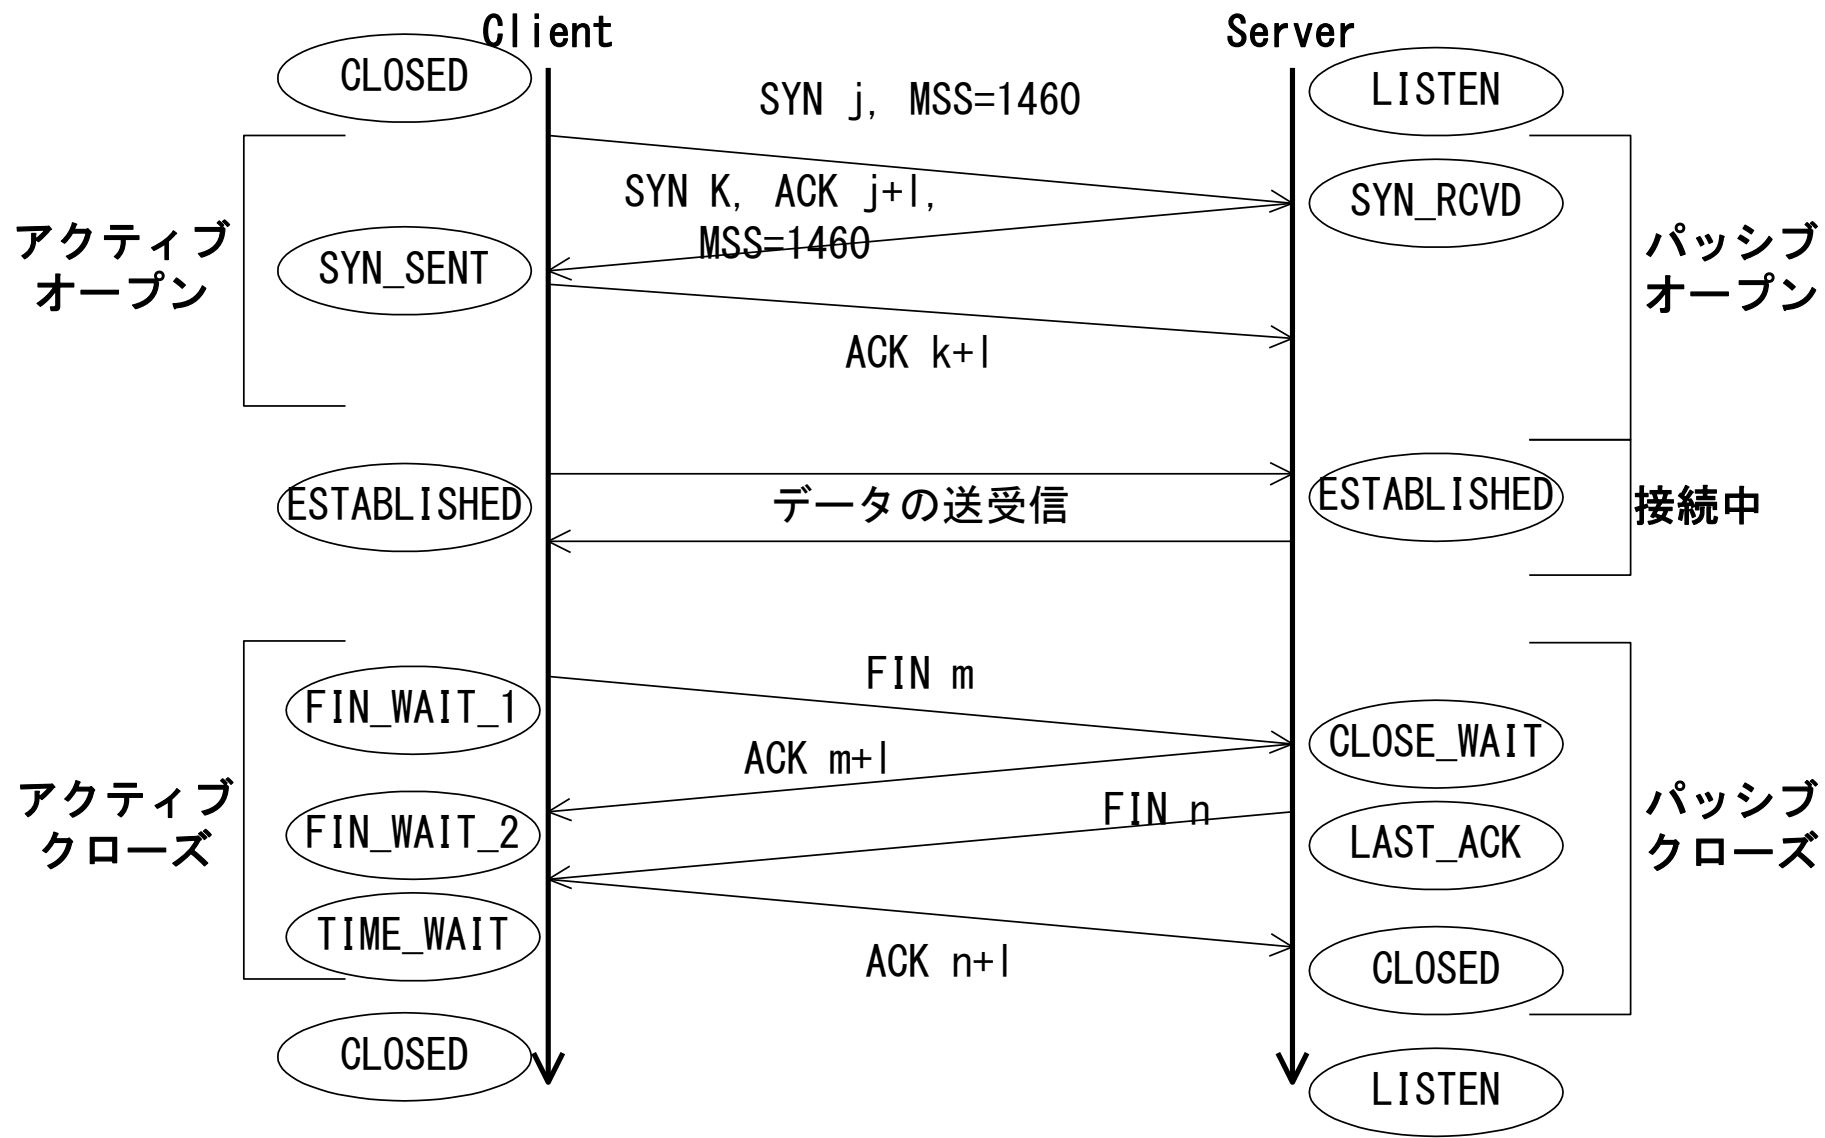 Client
Server
CLOSED
LISTEN
SYN j, MSS=1460
SYN_RCVD
SYN K, ACK j+l,
MSS=1460
アクティブ
オープン
SYN_SENT
パッシブ
オープン
ACK k+l
ESTABLISHED
データの送受信
ESTABLISHED
接続中
FIN m
FIN_WAIT_1
CLOSE_WAIT
ACK m+l
アクティブ
クローズ
FIN n
FIN_WAIT_2
LAST_ACK
パッシブ
クローズ
TIME_WAIT
ACK n+l
CLOSED
CLOSED
LISTEN